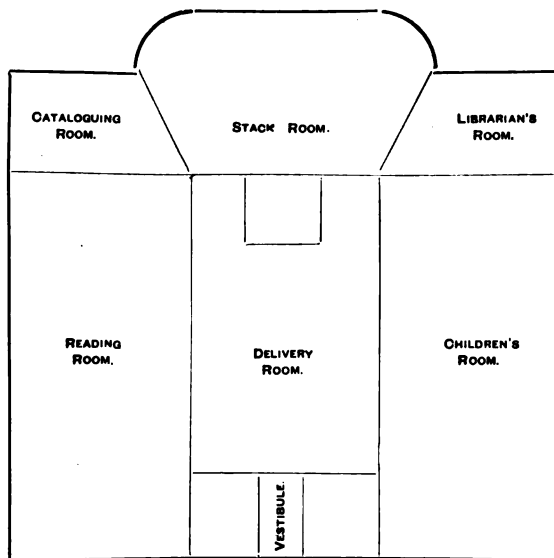 CATALOGUING
ROOM.
STACK ROOM.
LIBRARIAN'S
ROOM.
READING
ROOM.
DELIVERY
ROOM.
CHILDREN'S
ROOM.
VESTIBULE.